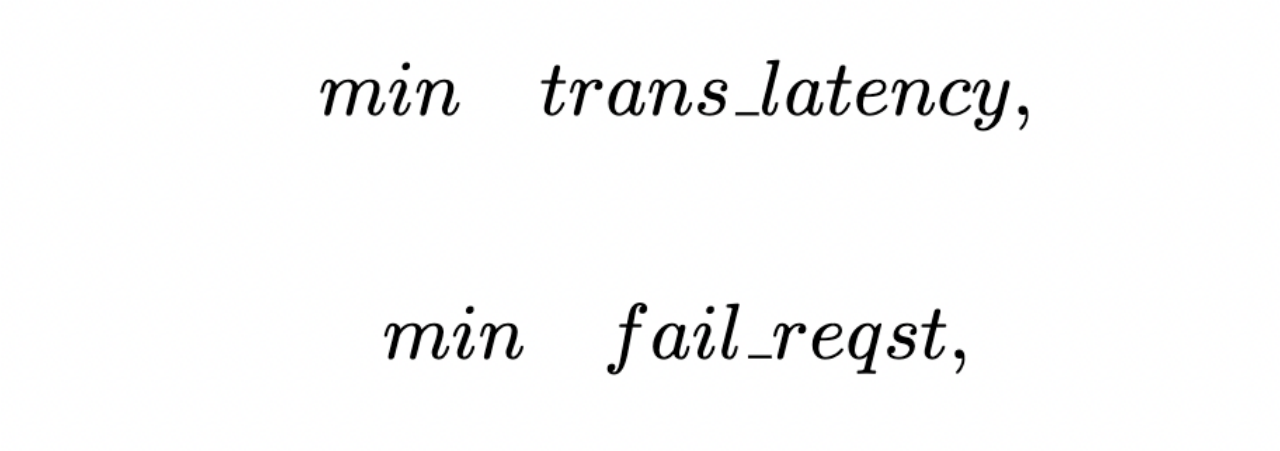 min trans_latency,
min fail_reqst,